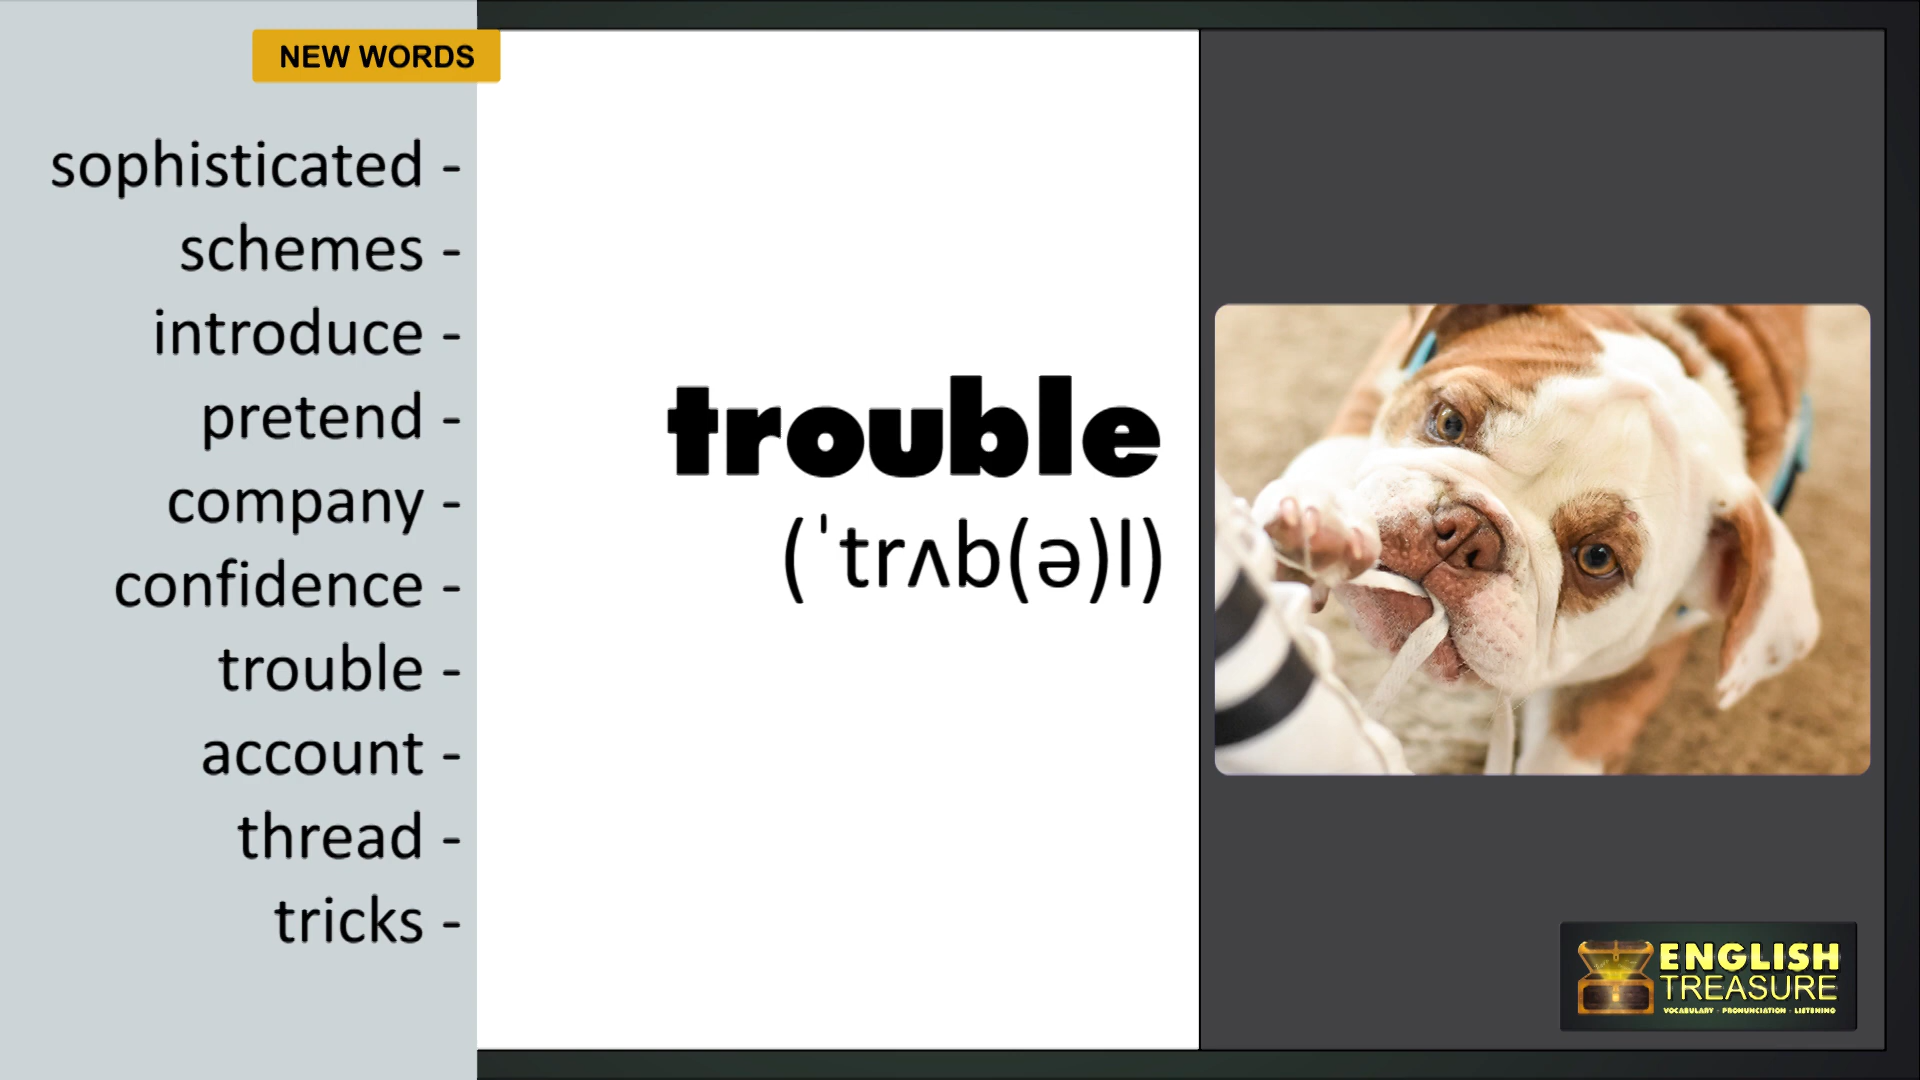 NEW WORDS
sophisticated -
schemes -
introduce -
pretend -
company -
confidence -
trouble -
account -
thread -
tricks -
trouble
(ˈtrʌb(ə)l)
ENGLISH
TREASURE
VOCABULARY - PRONUNCIATION - LISTENING